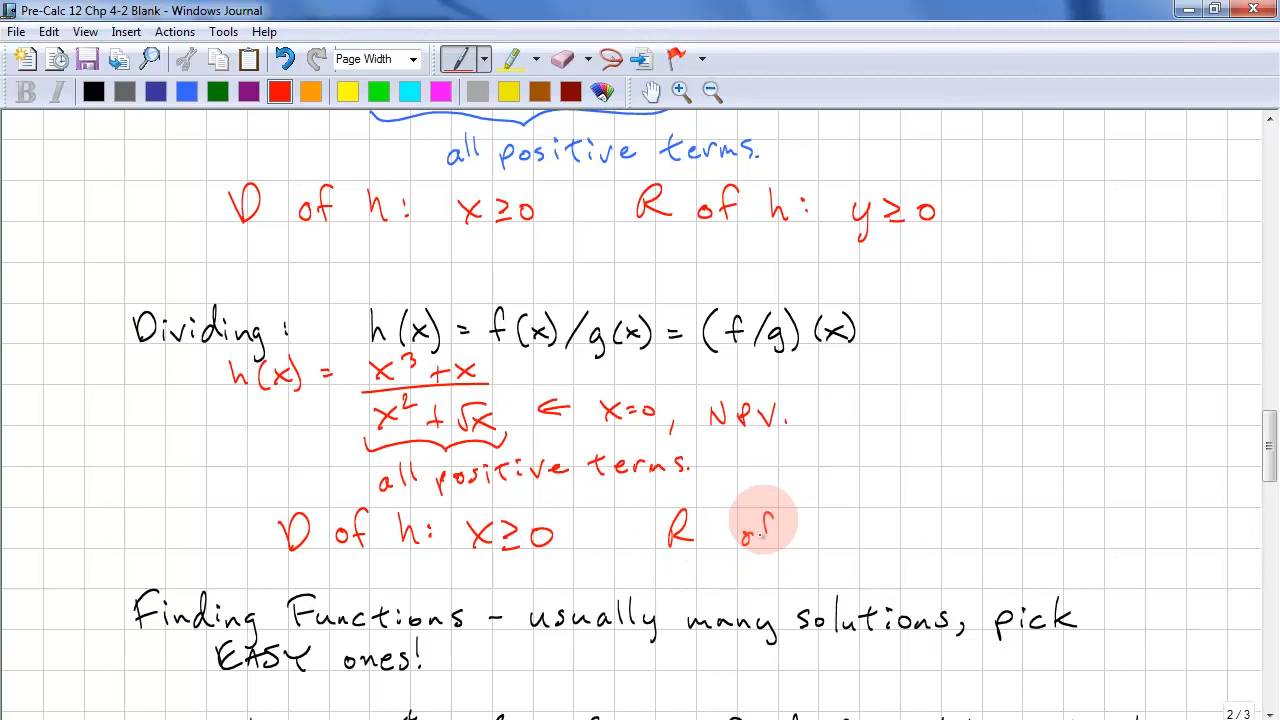 Pre-Calc 12 Chp 4-2 Blank - Windows Journal
File Edit View Insert Actions Tools Help
Page Width
B I
all positive terms.
D of h: x ≥ 0 R of h: y ≥ 0
Dividing: h(x) = f(x)/g(x) = (f/g)(x)
h(x) = x³ + x
x² + √x ← x=0, NPV.
all positive terms.
D of h: x ≥ 0 R of
Finding Functions - usually many solutions, pick
EASY ones!
2/3